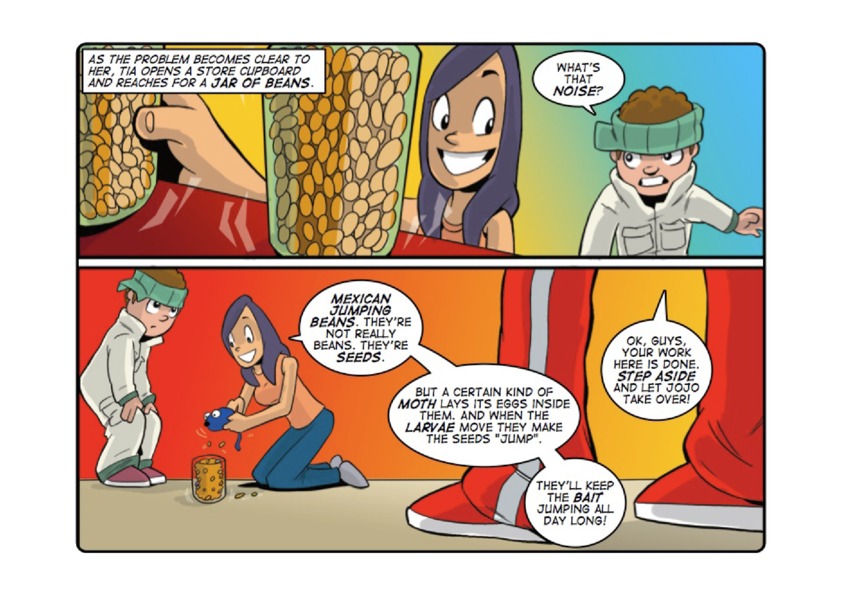 AS THE PROBLEM BECOMES CLEAR TO
HER, TIA OPENS A STORE CUPBOARD
AND REACHES FOR A JAR OF BEANS.
WHAT'S
THAT
NOISE?
MEXICAN
JUMPING
BEANS. THEY'RE
NOT REALLY
BEANS. THEY'RE
SEEDS.
BUT A CERTAIN KIND OF
MOTH LAYS ITS EGGS INSIDE
THEM. AND WHEN THE
LARVAE MOVE THEY MAKE
THE SEEDS "JUMP".
THEY'LL KEEP
THE BAIT
JUMPING ALL
DAY LONG!
OK, GUYS,
YOUR WORK
HERE IS DONE.
STEP ASIDE
AND LET JOJO
TAKE OVER!